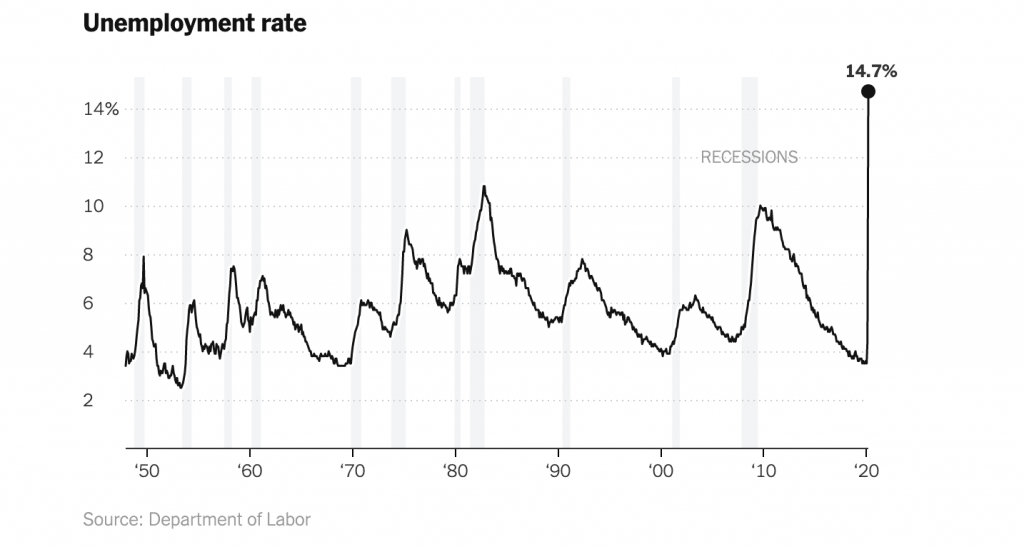 Unemployment rate
14.7%
14%
12
RECESSIONS
10
8
6
4
2
‘50 ‘60 ‘70 ‘80 ‘90 ‘00 ‘10 ‘20
Source: Department of Labor